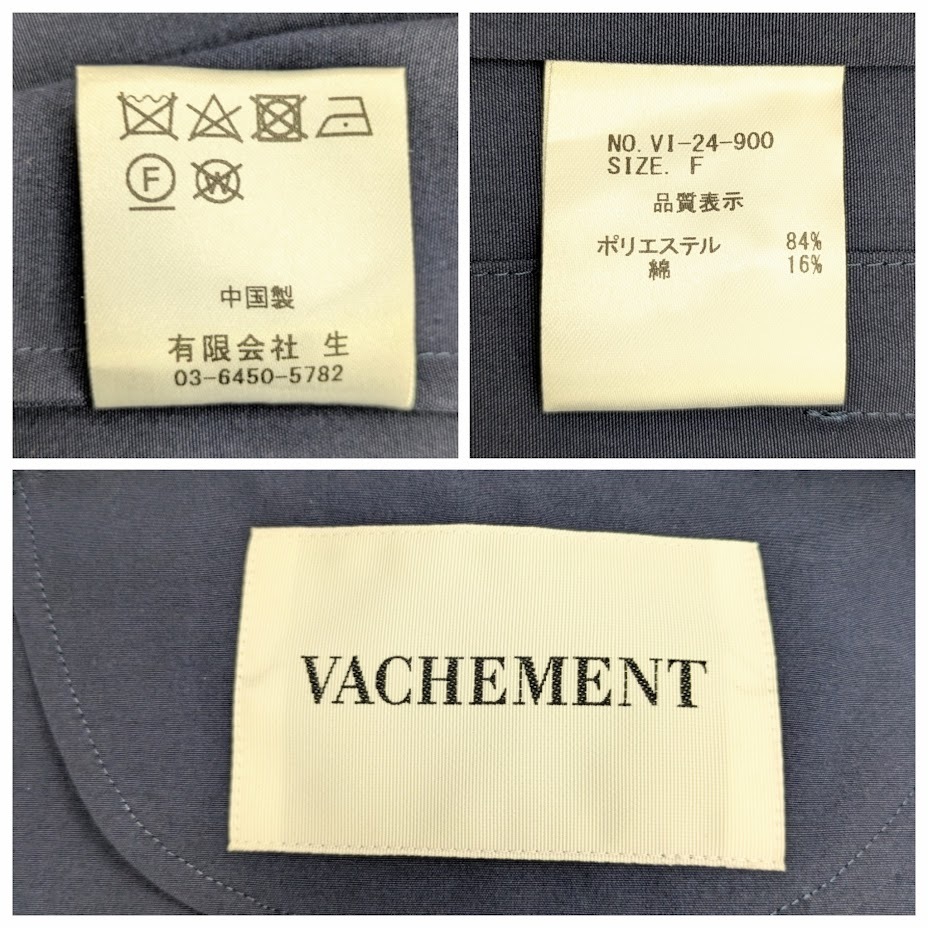 F
W
中国製
有限会社 生
03-6450-5782
NO. VI-24-900
SIZE. F
品質表示
ポリエステル 84%
綿 16%
VACHEMENT